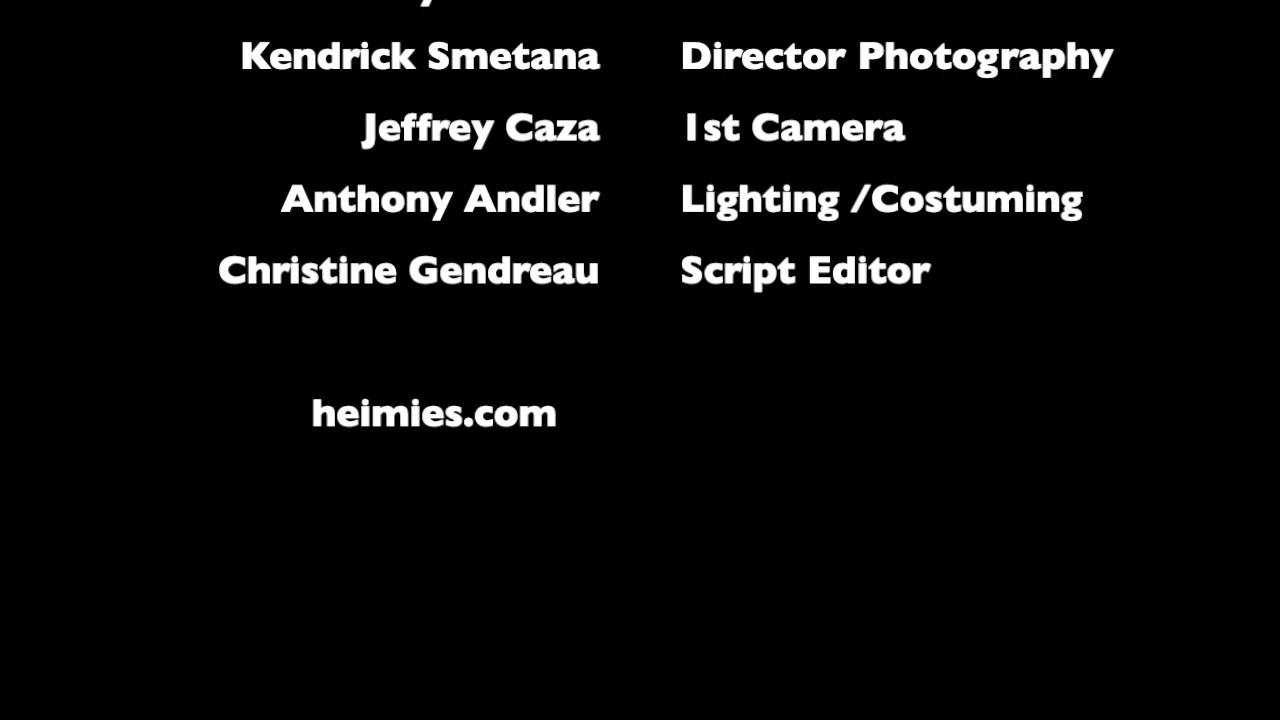 Kendrick Smetana Director Photography
Jeffrey Caza 1st Camera
Anthony Andler Lighting /Costuming
Christine Gendreau Script Editor
heimies.com